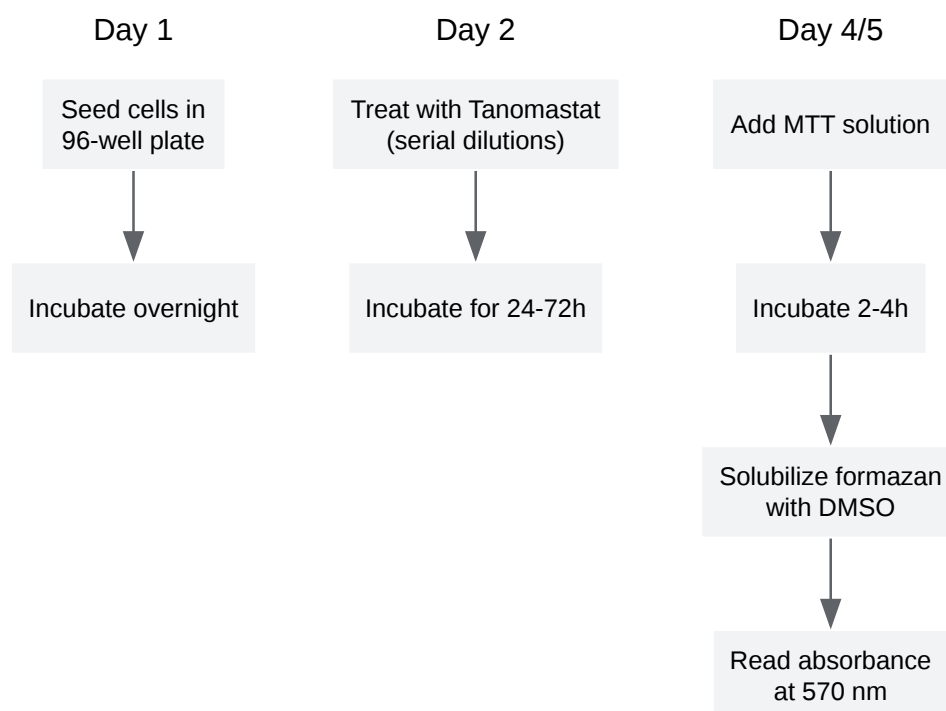 Day 1
Seed cells in
96-well plate
Incubate overnight
Day 2
Treat with Tanomastat
(serial dilutions)
Incubate for 24-72h
Day 4/5
Add MTT solution
Incubate 2-4h
Solubilize formazan
with DMSO
Read absorbance
at 570 nm